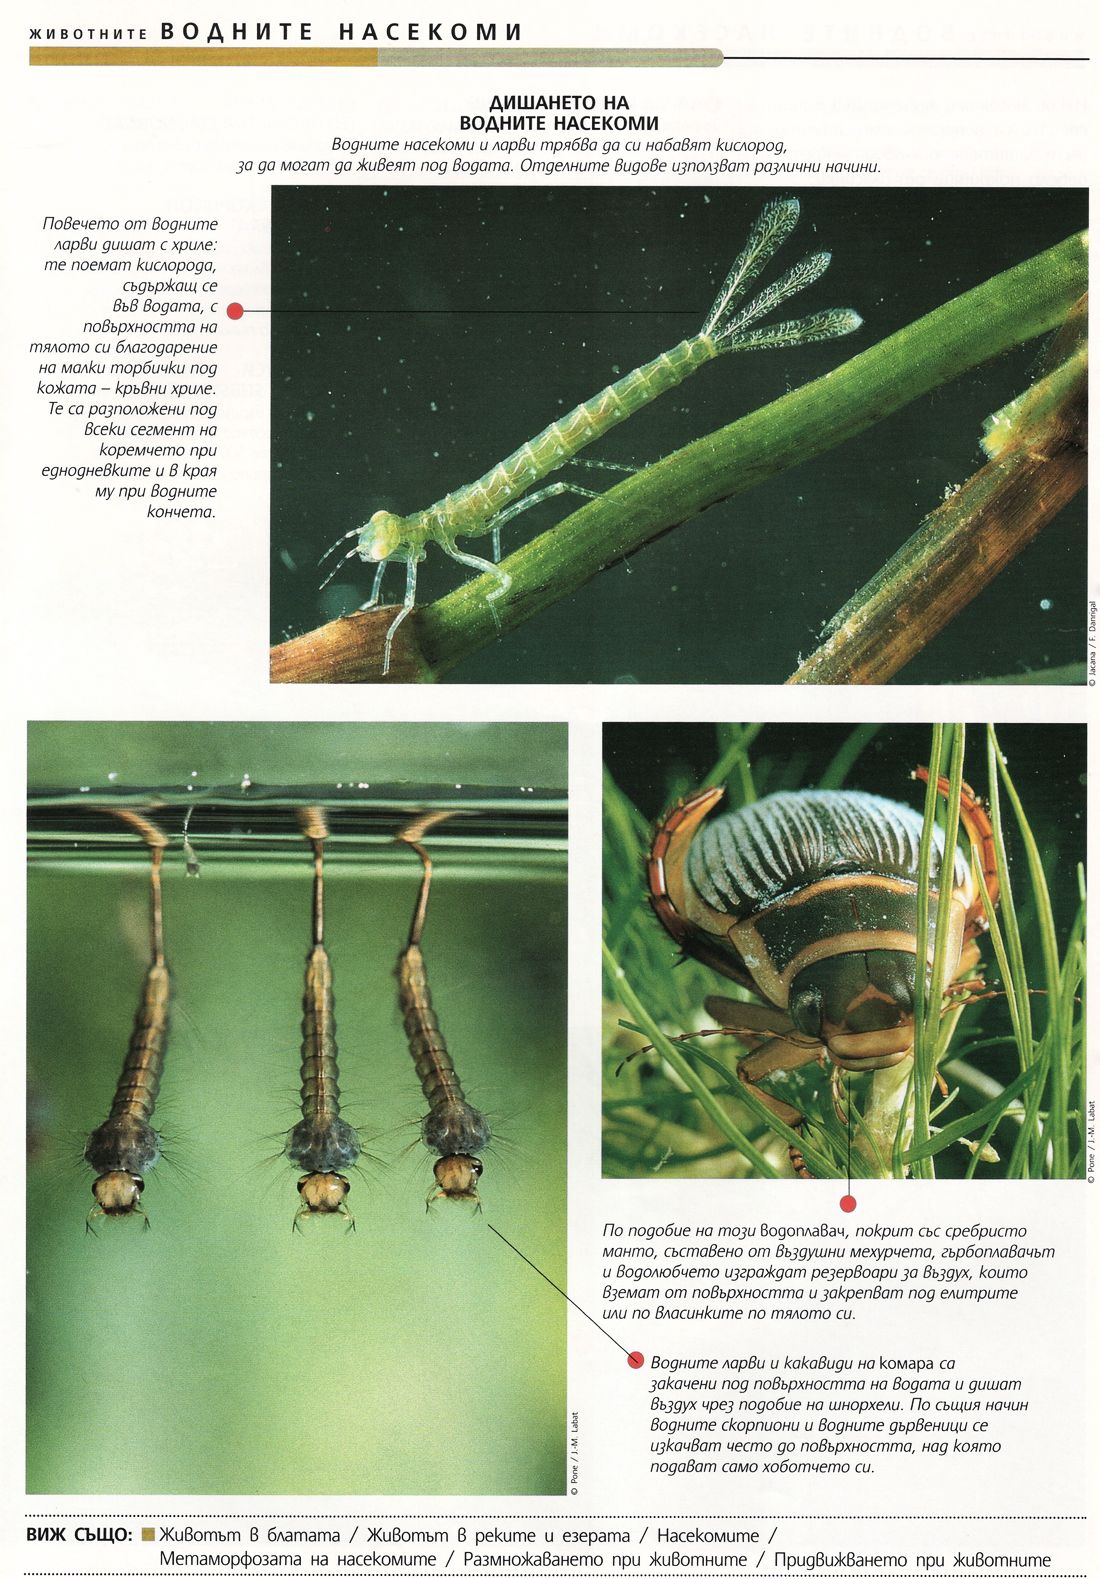 ЖИВОТНИТЕ ВОДНИТЕ НАСЕКОМИ
ДИШАНЕТО НА
ВОДНИТЕ НАСЕКОМИ
Водните насекоми и ларви трябва да си набавят кислород,
за да могат да живеят под водата. Отделните видове използват различни начини.
Повечето от водните
ларви дишат с хриле:
те поемат кислорода,
съдържащ се
във водата, с
повърхността на
тялото си благодарение
на малки торбички под
кожата – кръвни хриле.
Те са разположени под
всеки сегмент на
коремчето при
еднодневките и в края
му при водните
кончета.
© Jacana / F. Danrigal
© Pone / J.-M. Labat
По подобие на този водоплавач, покрит със сребристо
манто, съставено от въздушни мехурчета, гърбоплавачът
и водолюбчето изграждат резервоари за въздух, които
вземат от повърхността и закрепват под елитрите
или по власинките по тялото си.
Водните ларви и какавиди на комара са
закачени под повърхността на водата и дишат
въздух чрез подобие на шнорхели. По същия начин
водните скорпиони и водните дървеници се
изкачват често до повърхността, над която
подават само хоботчето си.
© Pone / J.-M. Labat
ВИЖ СЪЩО: Животът в блатата / Животът в реките и езерата / Насекомите /
Метаморфозата на насекомите / Размножаването при животните / Придвижването при животните